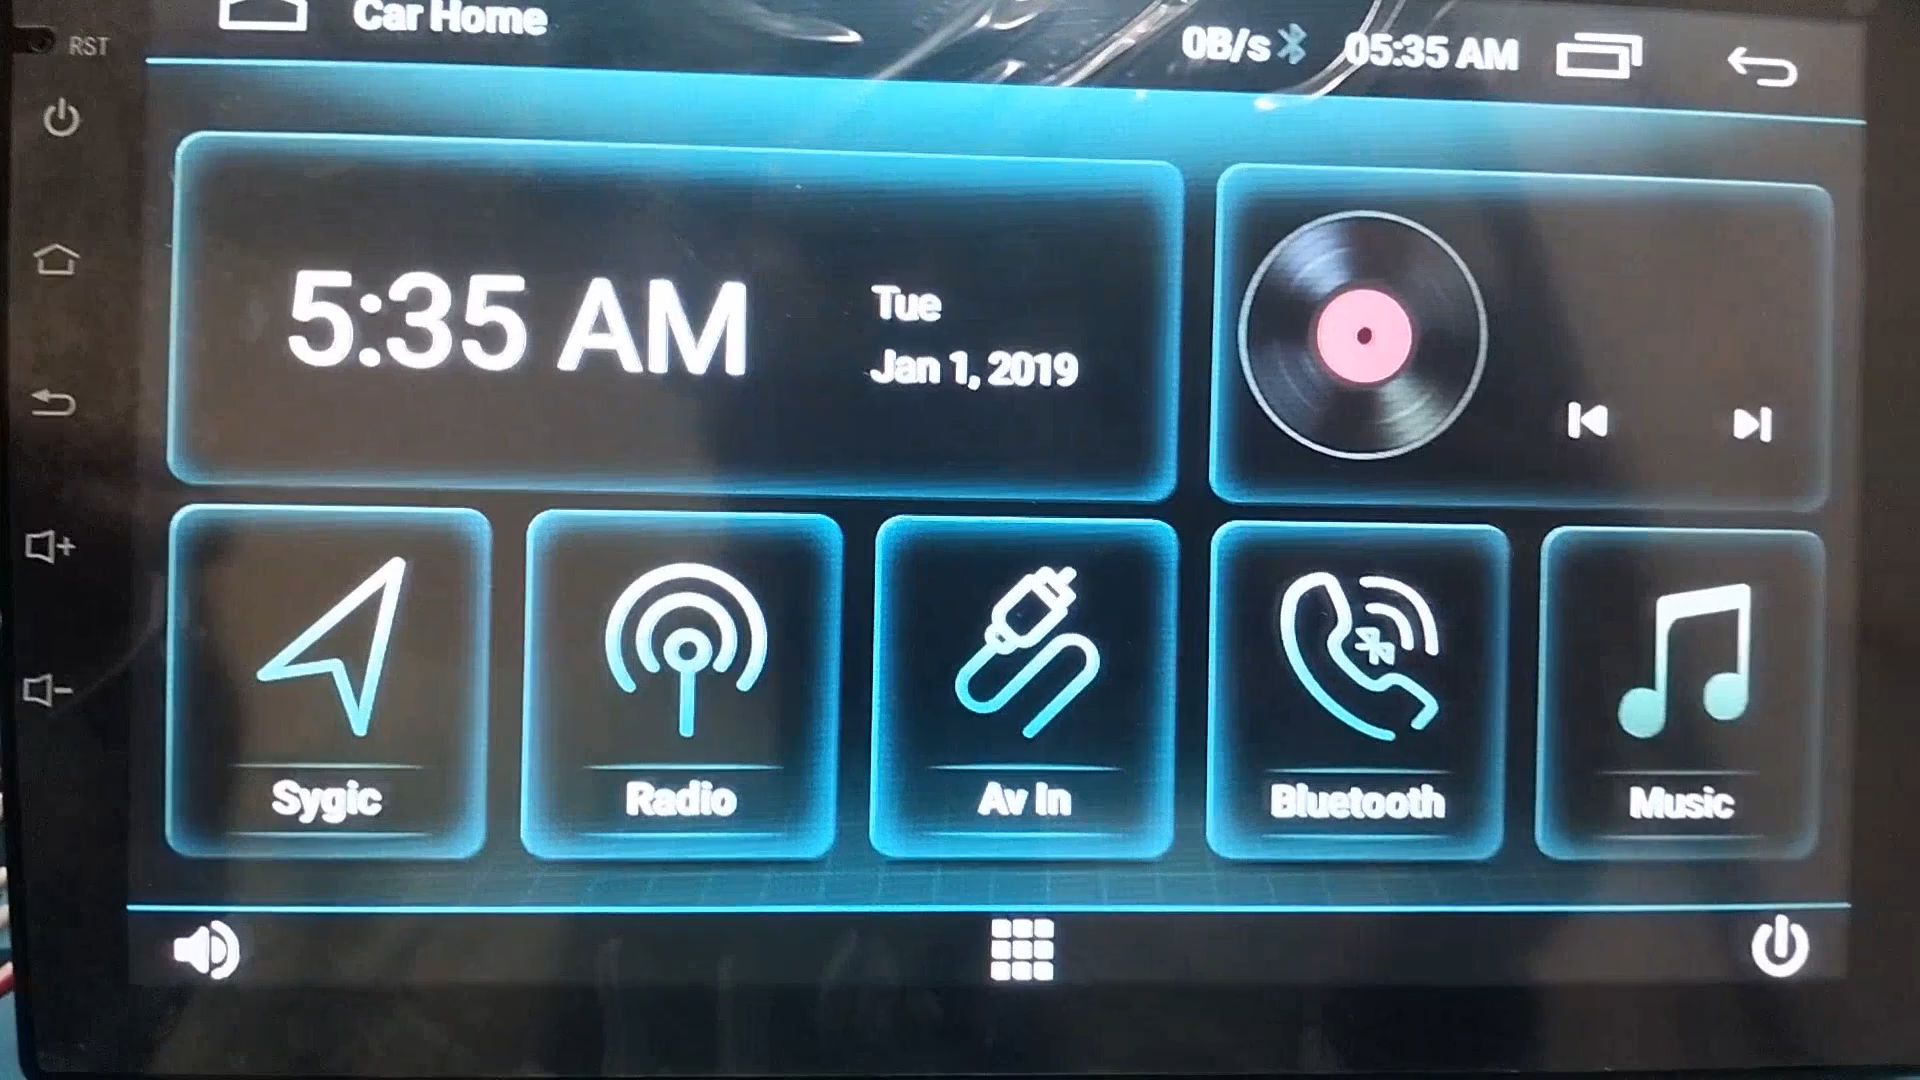 RST
Car Home
0B/s
05:35 AM
5:35 AM
Tue
Jan 1, 2019
Sygic
Radio
Av In
Bluetooth
Music